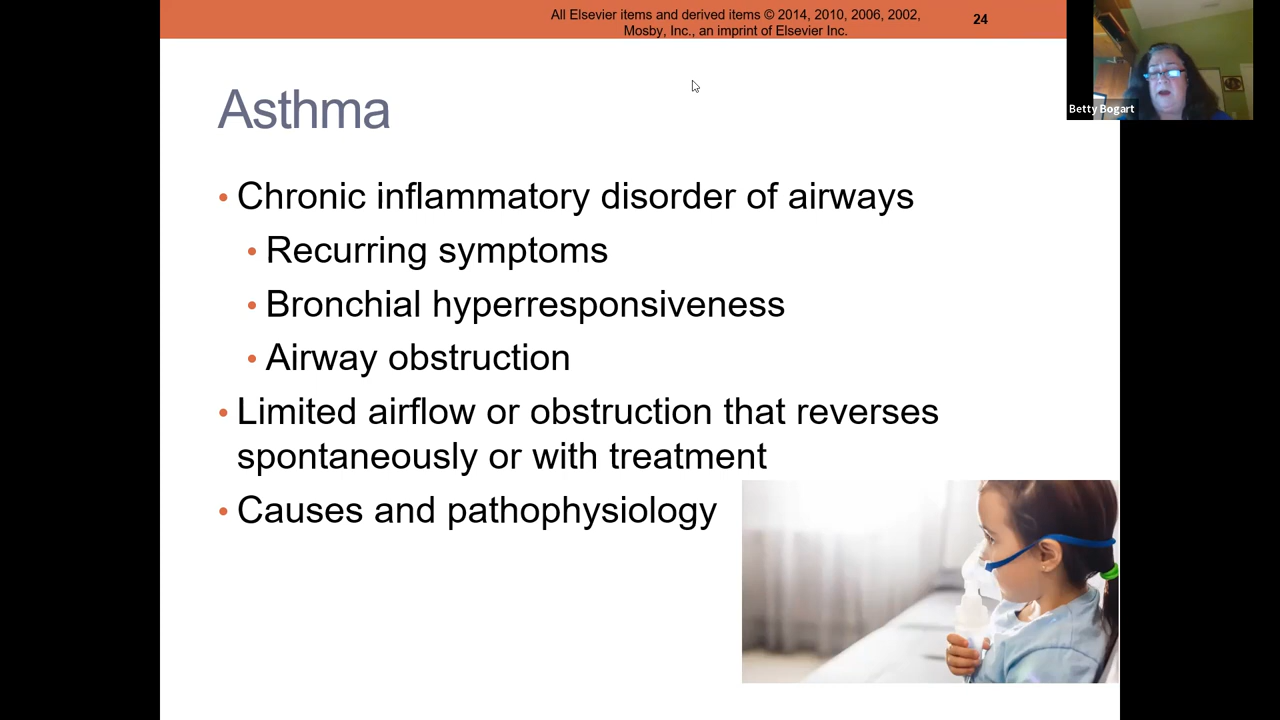 All Elsevier items and derived items © 2014, 2010, 2006, 2002,
Mosby, Inc., an imprint of Elsevier Inc.
24
Betty Bogart
Asthma
• Chronic inflammatory disorder of airways
• Recurring symptoms
• Bronchial hyperresponsiveness
• Airway obstruction
• Limited airflow or obstruction that reverses
spontaneously or with treatment
• Causes and pathophysiology